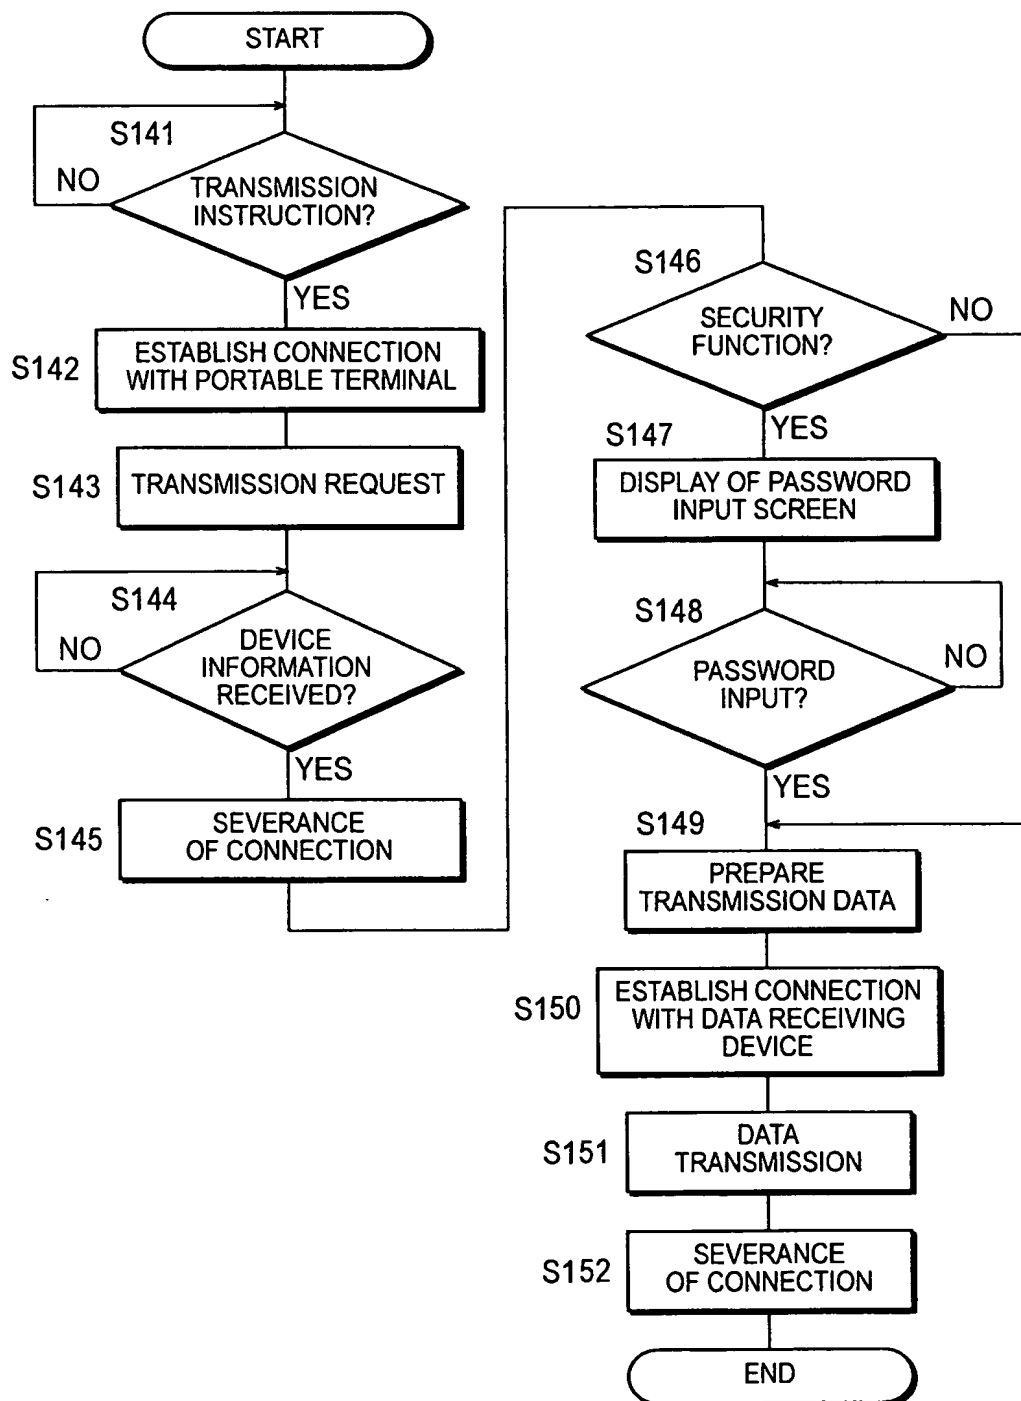 START
S141
NO
TRANSMISSION
INSTRUCTION?
YES
S142
ESTABLISH CONNECTION
WITH PORTABLE TERMINAL
S143
TRANSMISSION REQUEST
S144
NO
DEVICE
INFORMATION
RECEIVED?
YES
S145
SEVERANCE
OF CONNECTION
S146
SECURITY
FUNCTION?
NO
YES
S147
DISPLAY OF PASSWORD
INPUT SCREEN
S148
PASSWORD
INPUT?
NO
YES
S149
PREPARE
TRANSMISSION DATA
S150
ESTABLISH CONNECTION
WITH DATA RECEIVING
DEVICE
S151
DATA
TRANSMISSION
S152
SEVERANCE
OF CONNECTION
END